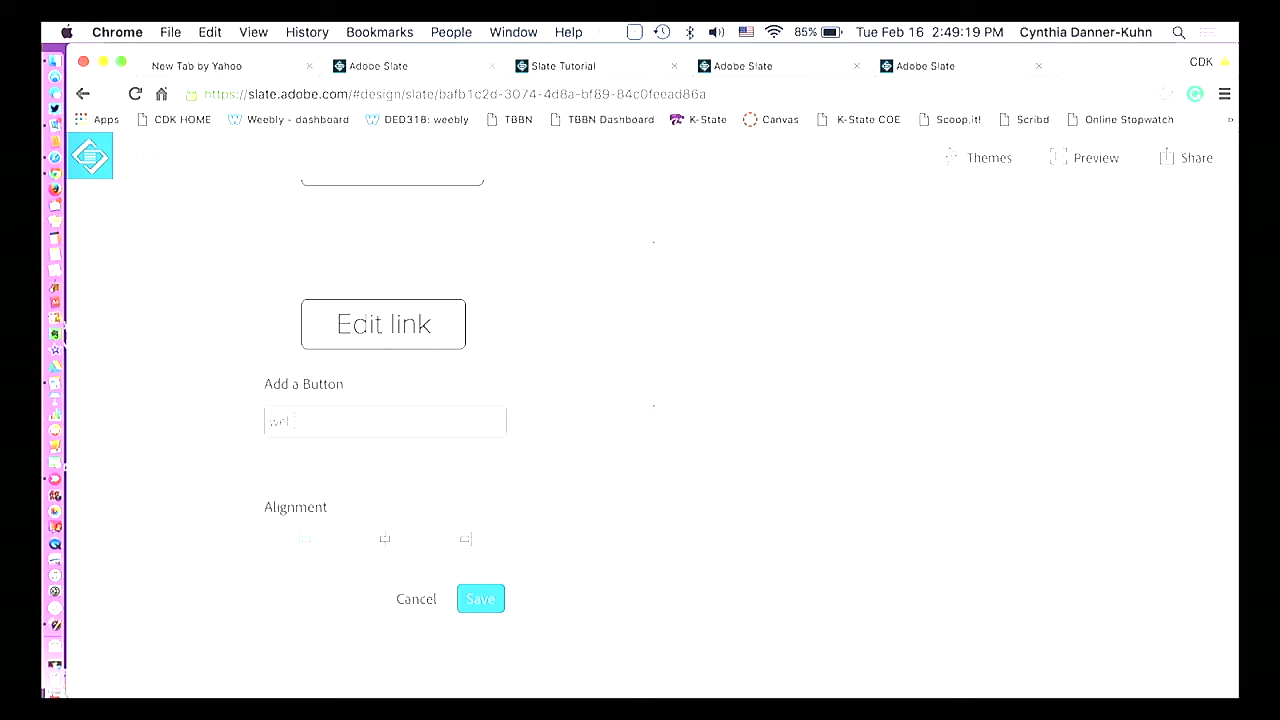 Chrome File Edit View History Bookmarks People Window Help 85% Tue Feb 16 2:49:19 PM Cynthia Danner-Kuhn
New Tab by Yahoo Adobe Slate Slate Tutorial Adobe Slate Adobe Slate CDK
https://slate.adobe.com/#design/slate/bafb1c2d-3074-4d8a-bf89-84c0feead86a
Apps CDK HOME Weebly - dashboard DED318: weebly TBBN TBBN Dashboard K-State Canvas K-State COE Scoop.it! Scribd Online Stopwatch »
Themes Preview Share
Edit link
Add a Button
Alignment
Cancel Save